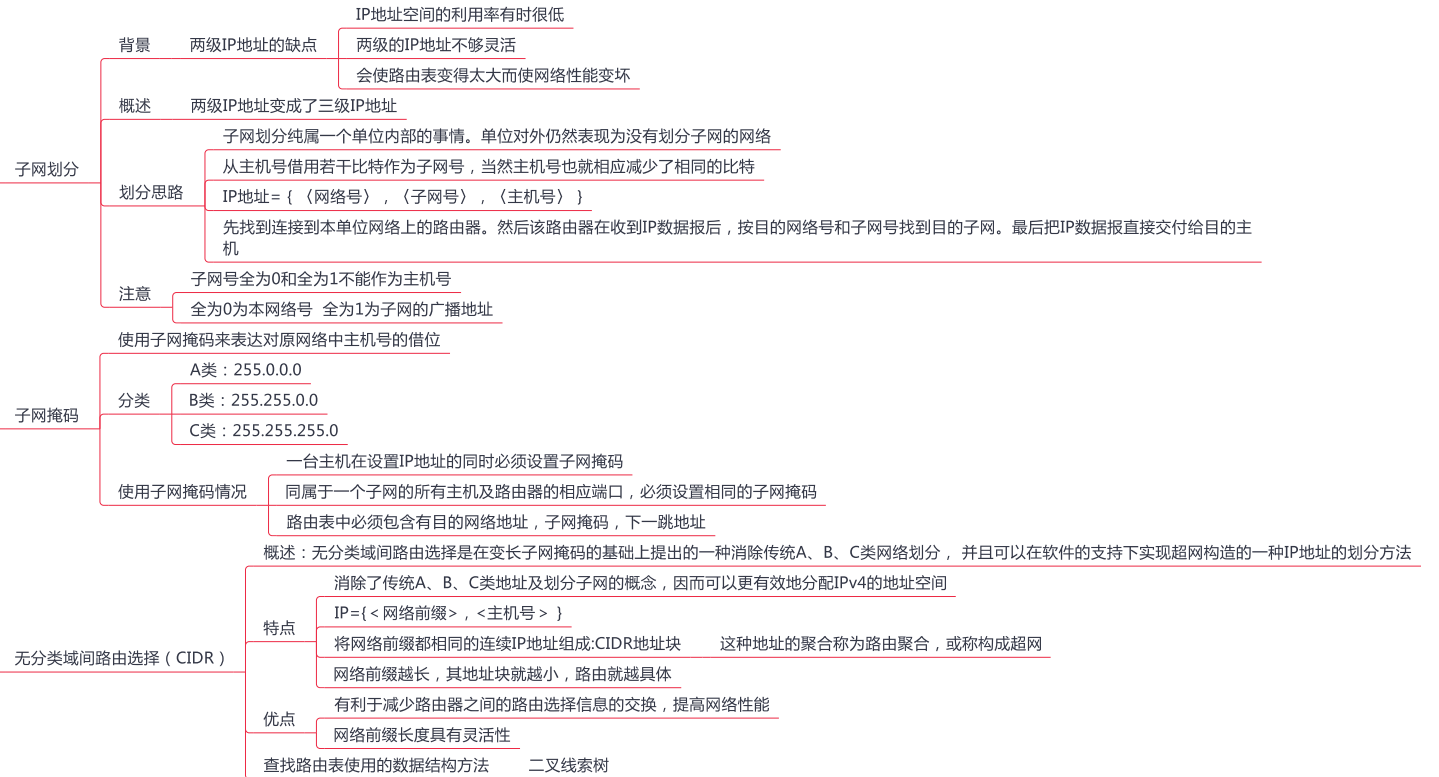 IP地址空间的利用率有时很低
背景 两级IP地址的缺点 两级的IP地址不够灵活
会使路由表变得太大而使网络性能变坏
概述 两级IP地址变成了三级IP地址
子网划分纯属一个单位内部的事情。单位对外仍然表现为没有划分子网的网络
子网划分 从主机号借用若干比特作为子网号，当然主机号也就相应减少了相同的比特
划分思路 IP地址= { 〈网络号〉, 〈子网号〉, 〈主机号〉 }
先找到连接到本单位网络上的路由器。然后该路由器在收到IP数据报后，按目的网络号和子网号找到目的子网。最后把IP数据报直接交付给目的主
机
子网号全为0和全为1不能作为主机号
注意
全为0为本网络号 全为1为子网的广播地址
使用子网掩码来表达对原网络中主机号的借位
A类：255.0.0.0
分类 B类：255.255.0.0
子网掩码
C类：255.255.255.0
一台主机在设置IP地址的同时必须设置子网掩码
使用子网掩码情况 同属于一个子网的所有主机及路由器的相应端口，必须设置相同的子网掩码
路由表中必须包含有目的网络地址，子网掩码，下一跳地址
概述：无分类域间路由选择是在变长子网掩码的基础上提出的一种消除传统A、B、C类网络划分， 并且可以在软件的支持下实现超网构造的一种IP地址的划分方法
消除了传统A、B、C类地址及划分子网的概念，因而可以更有效地分配IPv4的地址空间
IP={＜网络前缀>，<主机号＞ }
特点
将网络前缀都相同的连续IP地址组成:CIDR地址块 这种地址的聚合称为路由聚合，或称构成超网
无分类域间路由选择（CIDR）
网络前缀越长，其地址块就越小，路由就越具体
有利于减少路由器之间的路由选择信息的交换，提高网络性能
优点
网络前缀长度具有灵活性
查找路由表使用的数据结构方法 二叉线索树